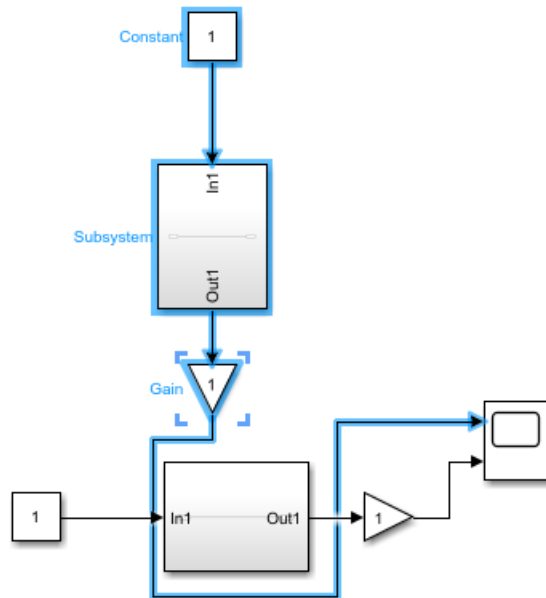 Constant 1
In1
Subsystem
Out1
Gain 1
1 In1 Out1 1